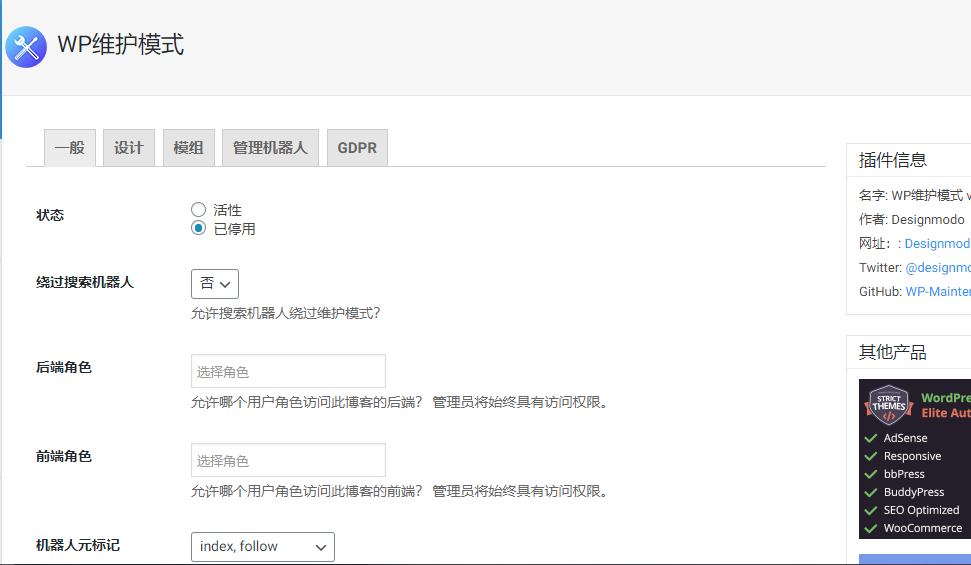 WP维护模式
一般
设计
模组
管理机器人
GDPR
状态
活性
已停用
绕过搜索机器人
否
允许搜索机器人绕过维护模式？
后端角色
选择角色
允许哪个用户角色访问此博客的后端？ 管理员将始终具有访问权限。
前端角色
选择角色
允许哪个用户角色访问此博客的前端？ 管理员将始终具有访问权限。
机器人元标记
index, follow
插件信息
名字: WP维护模式 v
作者: Designmodo
网址：: Designmod
Twitter: @designmo
GitHub: WP-Mainter
其他产品
STRICT
THEMES
</>
WordPre
Elite Aut
AdSense
Responsive
bbPress
BuddyPress
SEO Optimized
WooCommerce